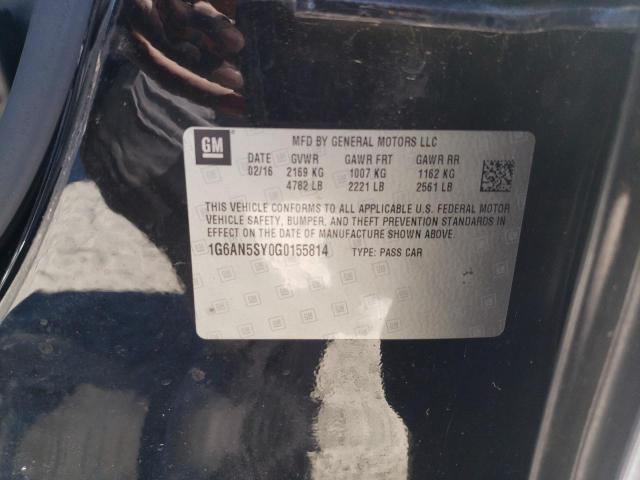 GM MFD BY GENERAL MOTORS LLC
DATE GVWR GAWR FRT GAWR RR
02/16 2169 KG 1007 KG 1162 KG
4782 LB 2221 LB 2561 LB
THIS VEHICLE CONFORMS TO ALL APPLICABLE U.S. FEDERAL MOTOR
VEHICLE SAFETY, BUMPER, AND THEFT PREVENTION STANDARDS IN
EFFECT ON THE DATE OF MANUFACTURE SHOWN ABOVE.
1G6AN5SY0G0155814 TYPE: PASS CAR